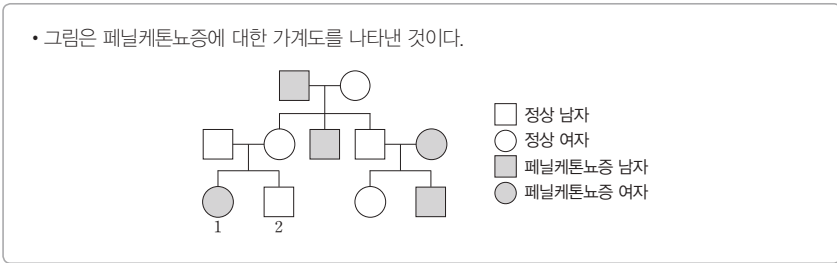 • 그림은 페닐케톤뇨증에 대한 가계도를 나타낸 것이다.
정상 남자
정상 여자
페닐케톤뇨증 남자
페닐케톤뇨증 여자
1 2